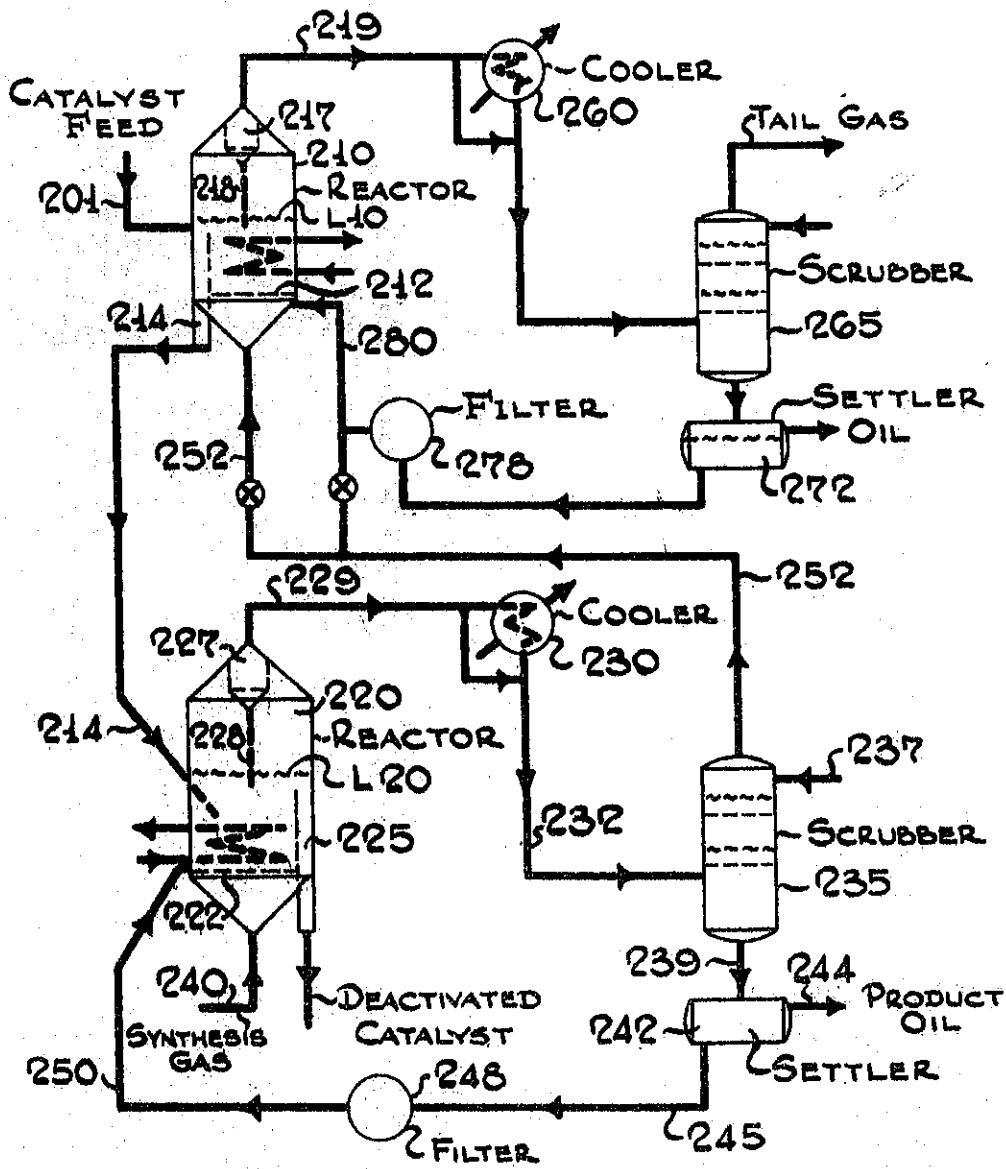 219
COOLER
260
CATALYST
FEED
217
TAIL GAS
210
REACTOR
201
218
L10
SCRUBBER
212
265
214
280
FILTER
SETTLER
OIL
252
278
272
229
252
COOLER
227
230
220
214
228
REACTOR
237
L20
225
232
SCRUBBER
222
235
239
244
240
DEACTIVATED
CATALYST
PRODUCT
OIL
SYNTHESIS
GAS
242
SETTLER
250
248
FILTER
245